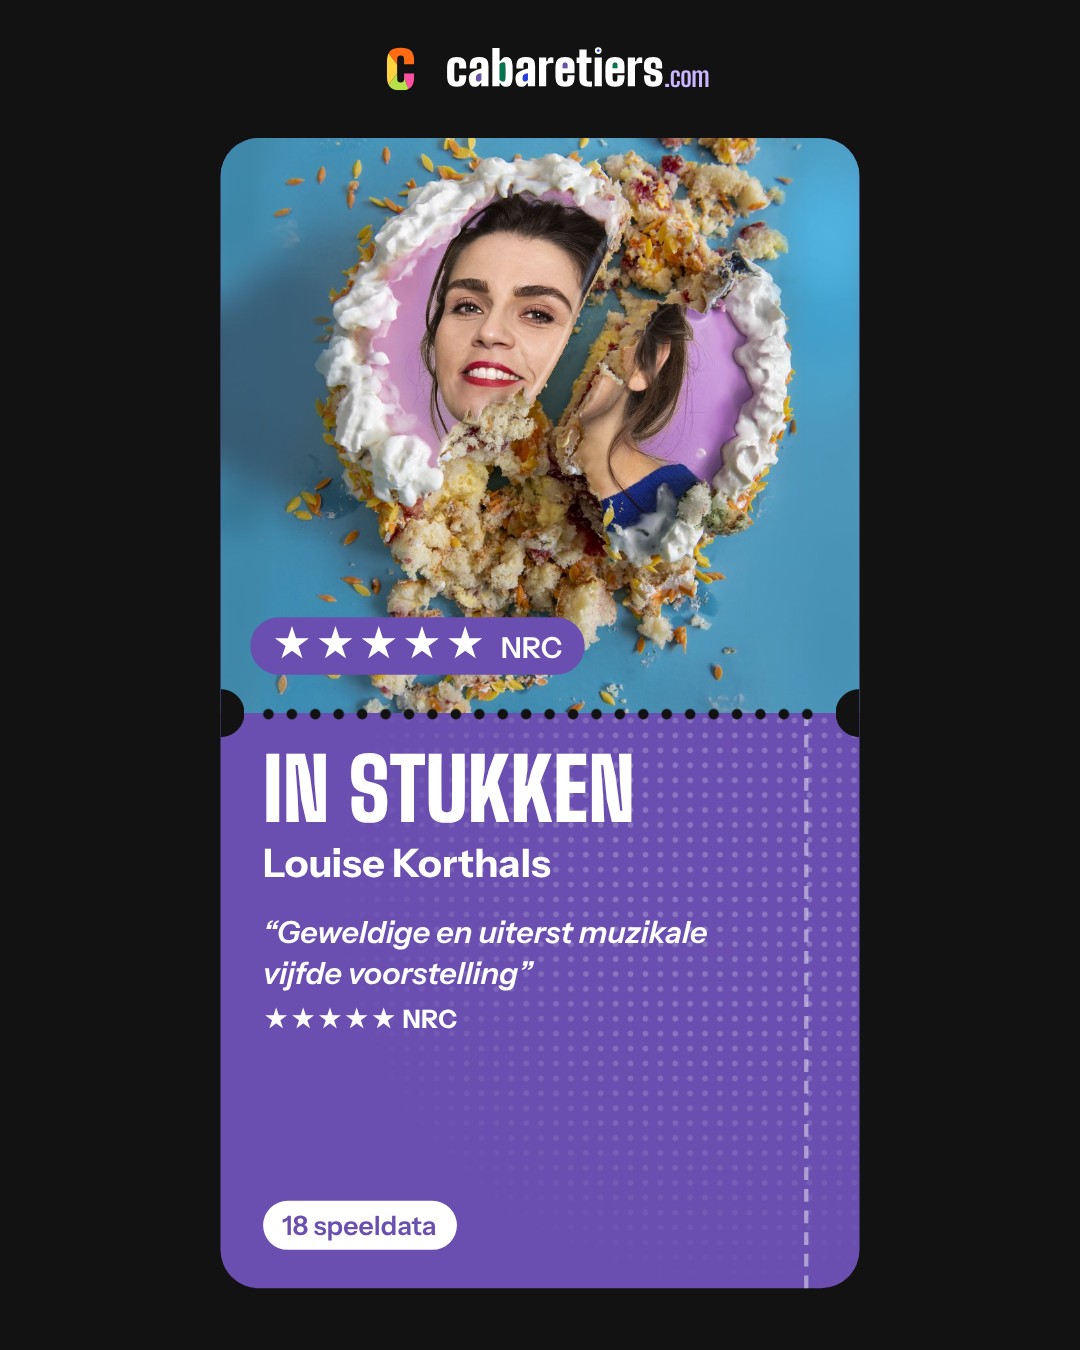 cabaretiers.com
★★★★★ NRC
IN STUKKEN
Louise Korthals
“Geweldige en uiterst muzikale
vijfde voorstelling”
★★★★★ NRC
18 speeldata